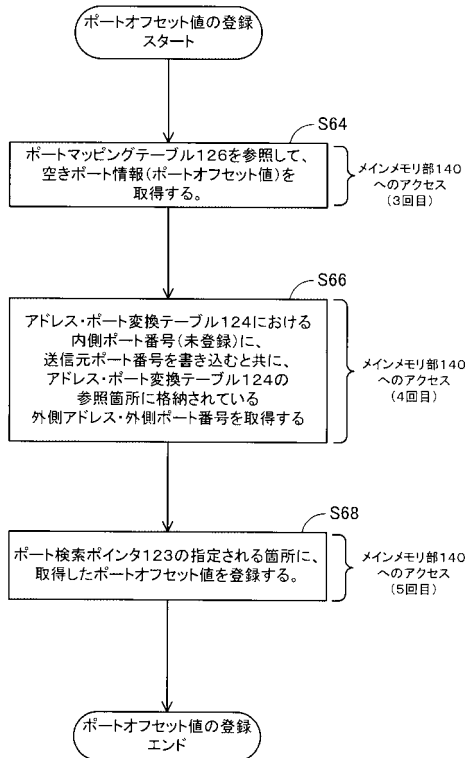 ポートオフセット値の登録
スタート
S64
ポートマッピングテーブル126を参照して、
空きポート情報(ポートオフセット値)を
取得する。
メインメモリ部140
へのアクセス
(3回目)
S66
アドレス・ポート変換テーブル124における
内側ポート番号(未登録)に、
送信元ポート番号を書き込むと共に、
アドレス・ポート変換テーブル124の
参照箇所に格納されている
外側アドレス・外側ポート番号を取得する
メインメモリ部140
へのアクセス
(4回目)
S68
ポート検索ポインタ123の指定される箇所に、
取得したポートオフセット値を登録する。
メインメモリ部140
へのアクセス
(5回目)
ポートオフセット値の登録
エンド